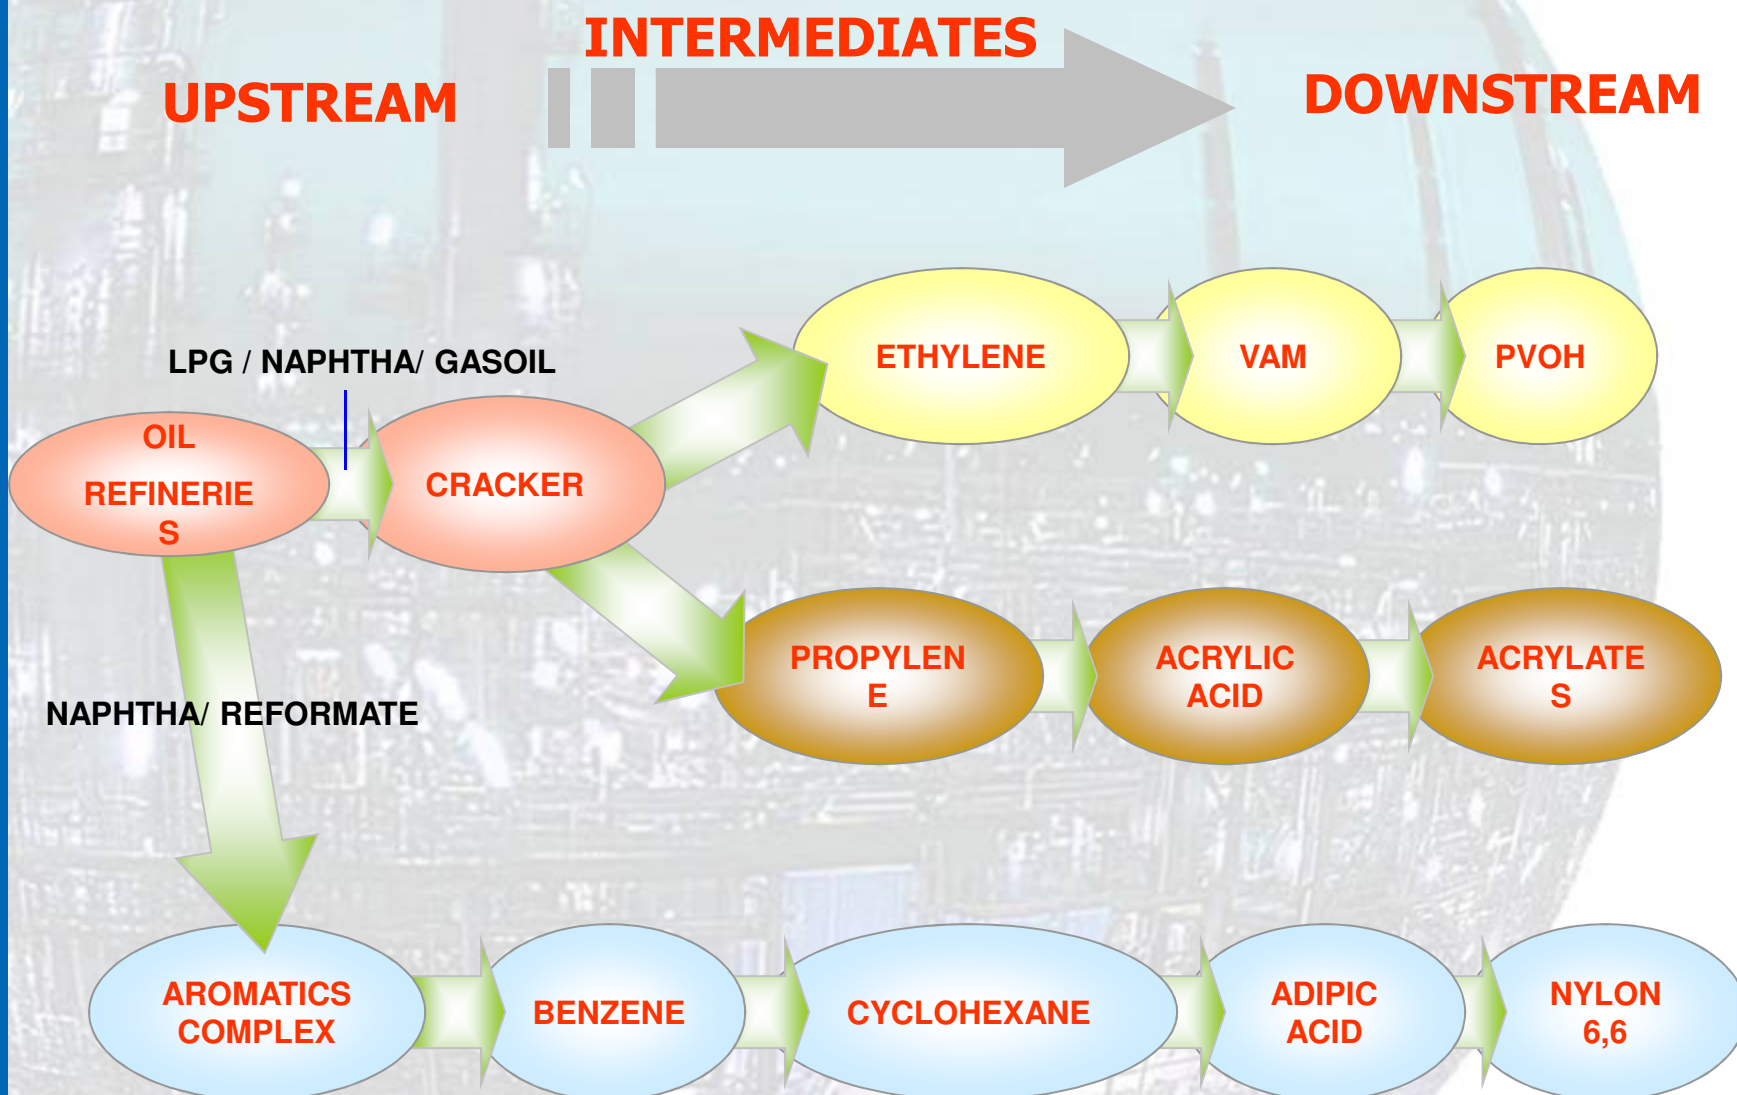 INTERMEDIATES
UPSTREAM
DOWNSTREAM
LPG / NAPHTHA/ GASOIL
ETHYLENE
VAM
PVOH
OIL
REFINERIE
S
CRACKER
PROPYLEN
E
ACRYLIC
ACID
ACRYLATE
S
NAPHTHA/ REFORMATE
AROMATICS
COMPLEX
BENZENE
CYCLOHEXANE
ADIPIC
ACID
NYLON
6,6